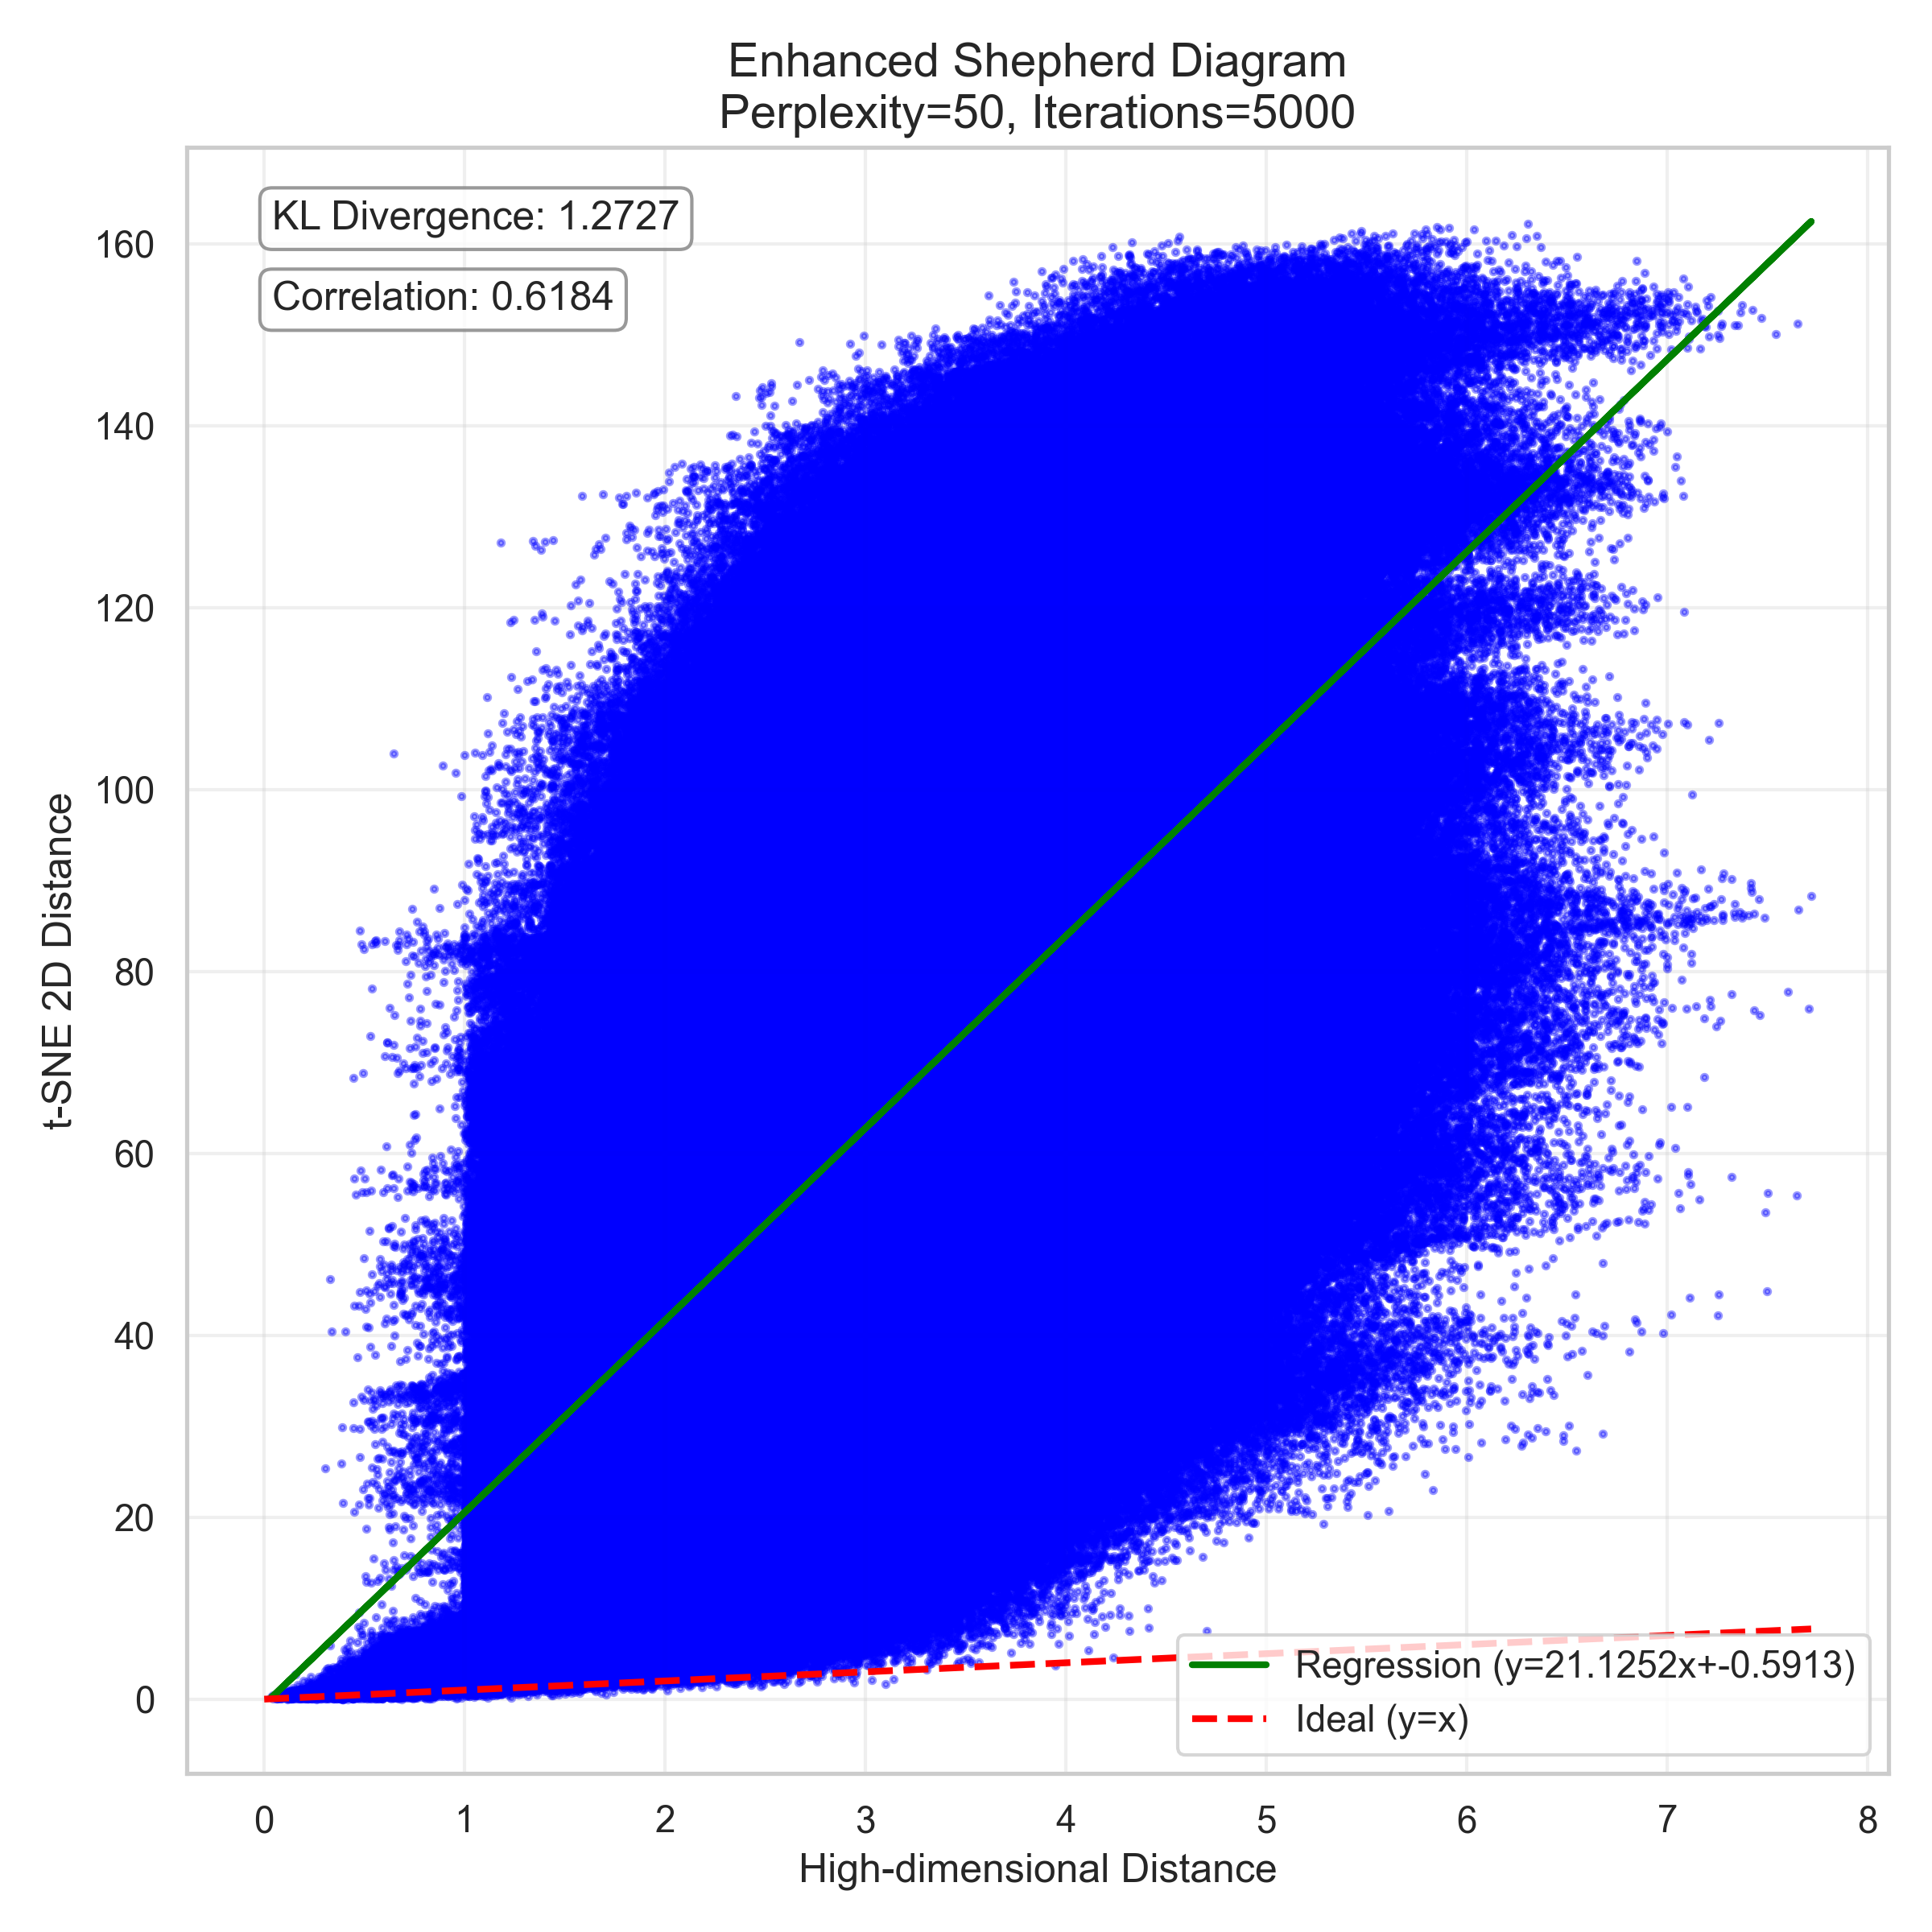 Enhanced Shepherd Diagram
Perplexity=50, Iterations=5000
KL Divergence: 1.2727
Correlation: 0.6184
160
140
120
100
80
60
40
20
0
t-SNE 2D Distance
Regression (y=21.1252x+-0.5913)
Ideal (y=x)
0 1 2 3 4 5 6 7 8
High-dimensional Distance